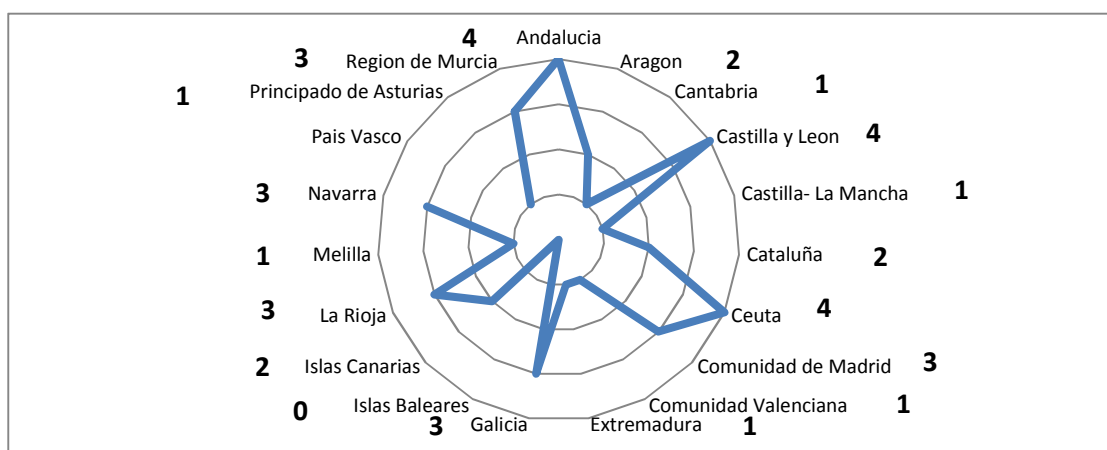 4 Andalucia
3 Region de Murcia Aragon 2
1 Principado de Asturias Cantabria 1
Pais Vasco Castilla y Leon 4
3 Navarra Castilla- La Mancha 1
1 Melilla Cataluña 2
3 La Rioja Ceuta 4
2 Islas Canarias Comunidad de Madrid 3
0 Islas Baleares Comunidad Valenciana 1
3 Galicia Extremadura 1